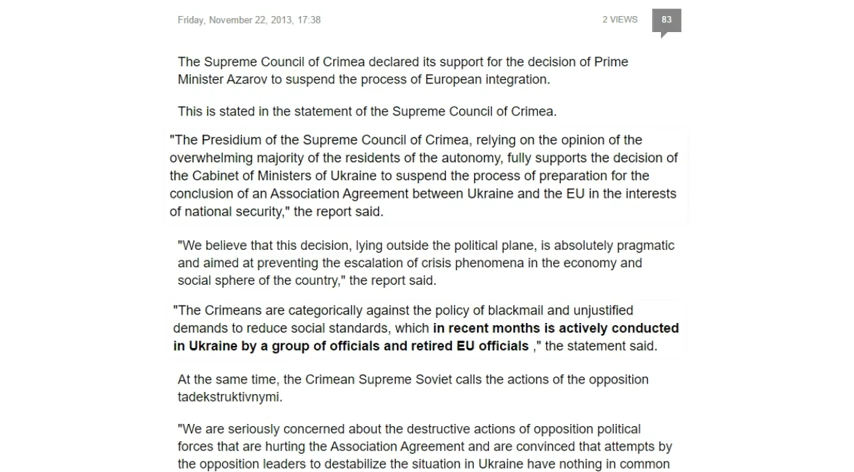 Friday, November 22, 2013, 17:38
2 VIEWS
83
The Supreme Council of Crimea declared its support for the decision of Prime
Minister Azarov to suspend the process of European integration.
This is stated in the statement of the Supreme Council of Crimea.
"The Presidium of the Supreme Council of Crimea, relying on the opinion of the
overwhelming majority of the residents of the autonomy, fully supports the decision of
the Cabinet of Ministers of Ukraine to suspend the process of preparation for the
conclusion of an Association Agreement between Ukraine and the EU in the interests
of national security," the report said.
"We believe that this decision, lying outside the political plane, is absolutely pragmatic
and aimed at preventing the escalation of crisis phenomena in the economy and
social sphere of the country," the report said.
"The Crimeans are categorically against the policy of blackmail and unjustified
demands to reduce social standards, which in recent months is actively conducted
in Ukraine by a group of officials and retired EU officials ," the statement said.
At the same time, the Crimean Supreme Soviet calls the actions of the opposition
tadekstruktivnymi.
"We are seriously concerned about the destructive actions of opposition political
forces that are hurting the Association Agreement and are convinced that attempts by
the opposition leaders to destabilize the situation in Ukraine have nothing in common